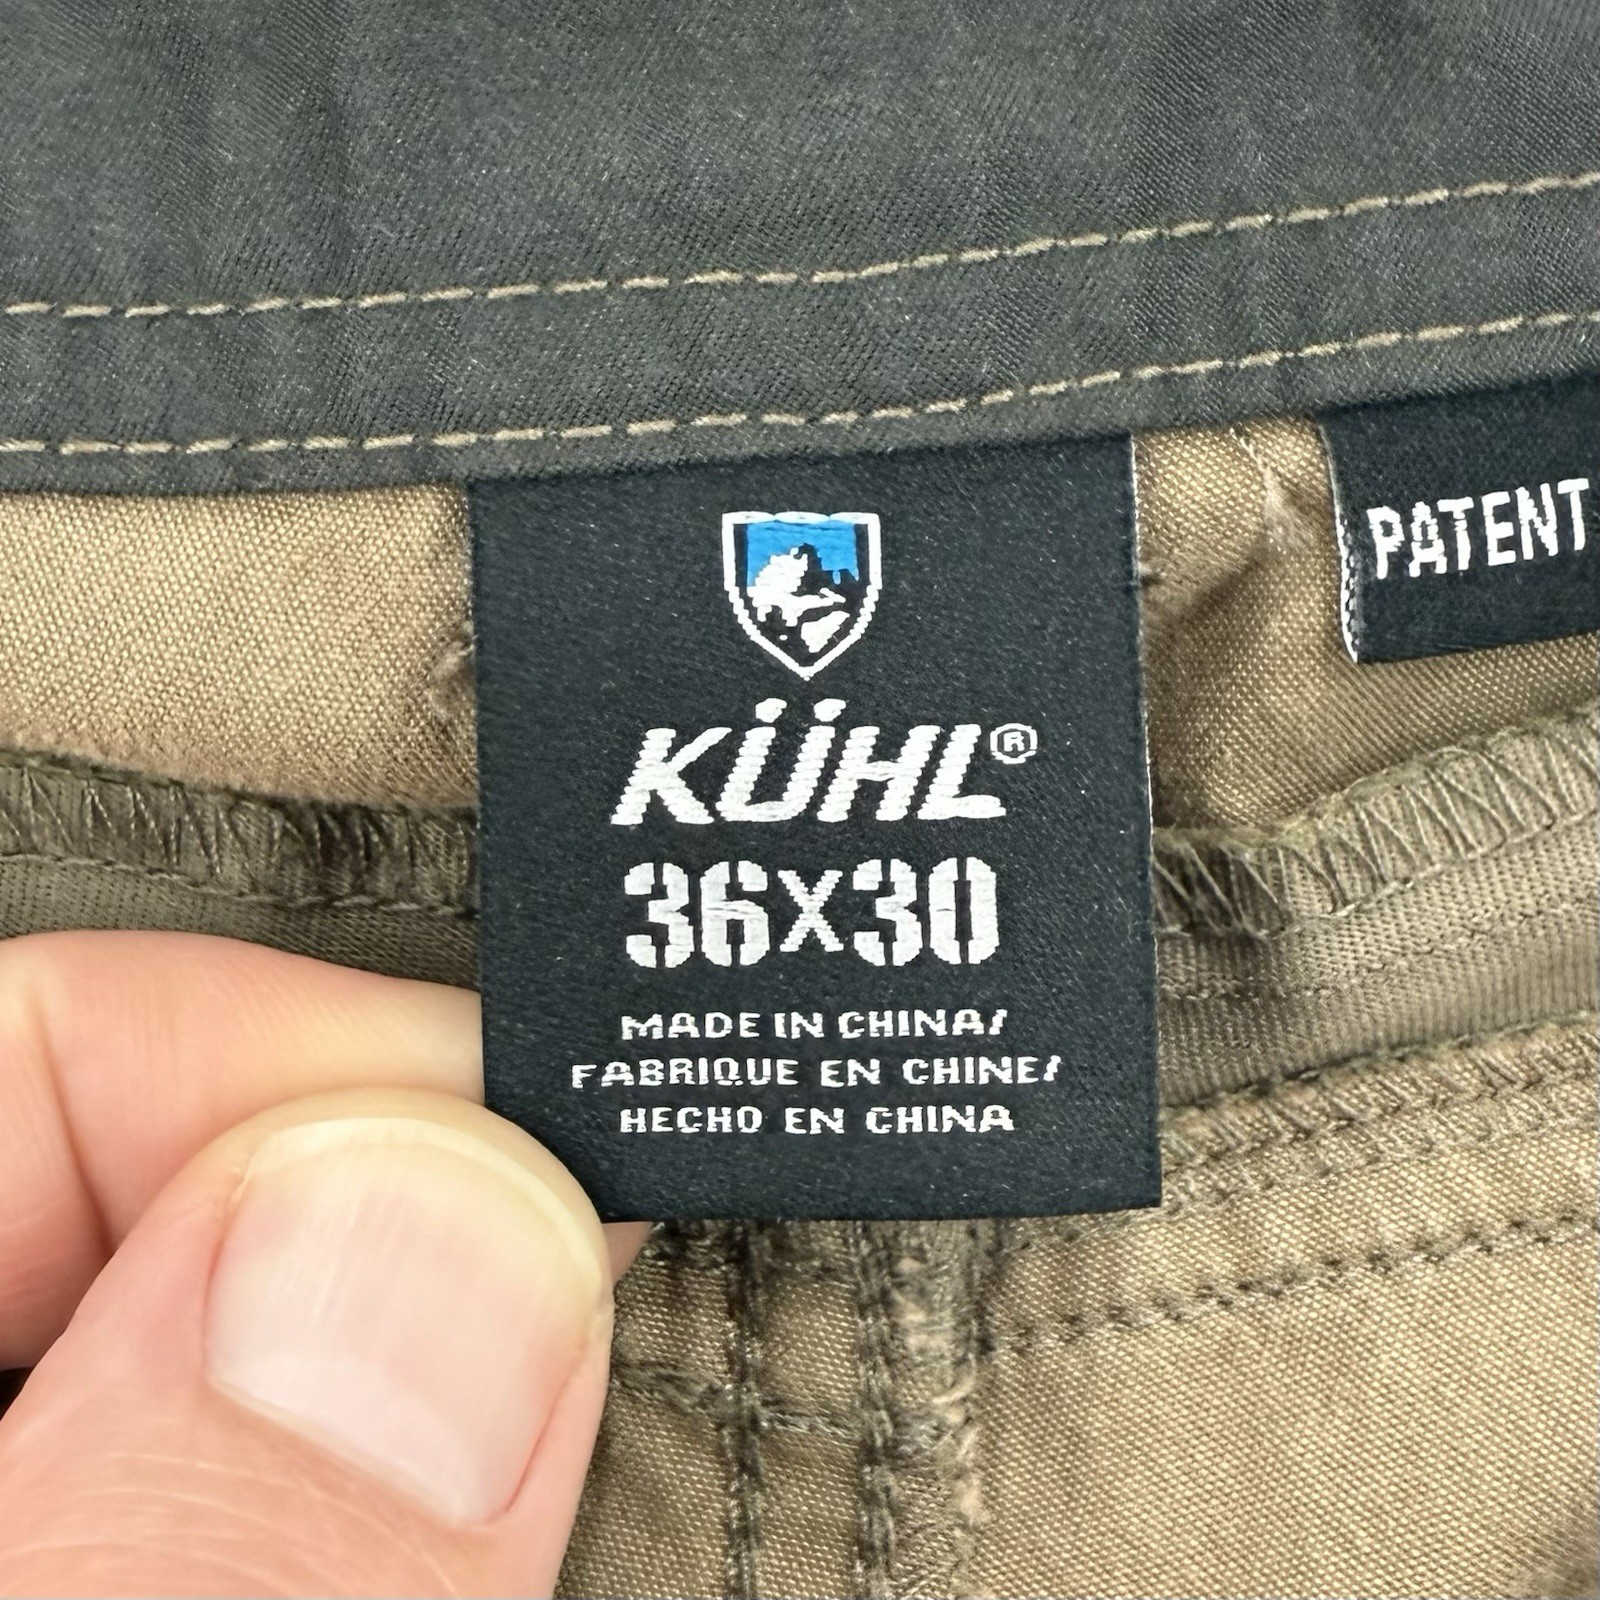 KÜHL®
36X30
MADE IN CHINA/
FABRIQUE EN CHINE/
HECHO EN CHINA
PATENT